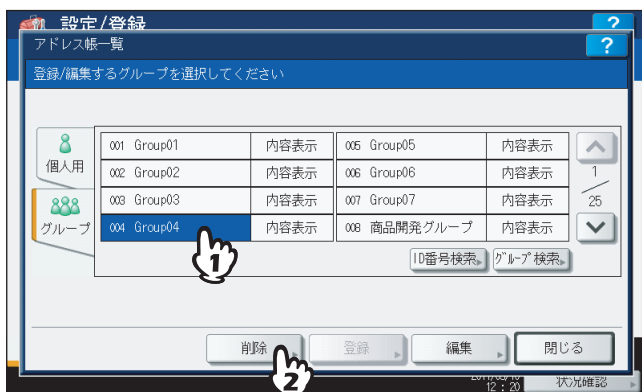 設定/登録
?
アドレス帳一覧
?
登録/編集するグループを選択してください
個人用
グループ
001 Group01 内容表示 005 Group05 内容表示
002 Group02 内容表示 006 Group06 内容表示
003 Group03 内容表示 007 Group07 内容表示
004 Group04 内容表示 008 商品開発グループ 内容表示
1
25
1
ID番号検索 グループ検索
削除 登録 編集 閉じる
2
12:20 状況確認